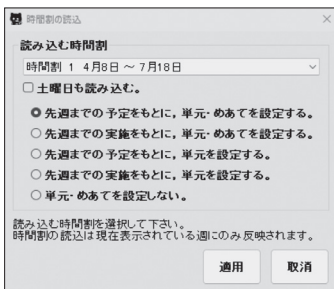 時間割の読込
読み込む時間割
時間割 1 4月8日 ～ 7月18日
土曜日も読み込む。
先週までの予定をもとに，単元・めあてを設定する。
先週までの実施をもとに，単元・めあてを設定する。
先週までの予定をもとに，単元を設定する。
先週までの実施をもとに，単元を設定する。
単元・めあてを設定しない。
読み込む時間割を選択して下さい。
時間割の読込は現在表示されている週にのみ反映されます。
適用 取消